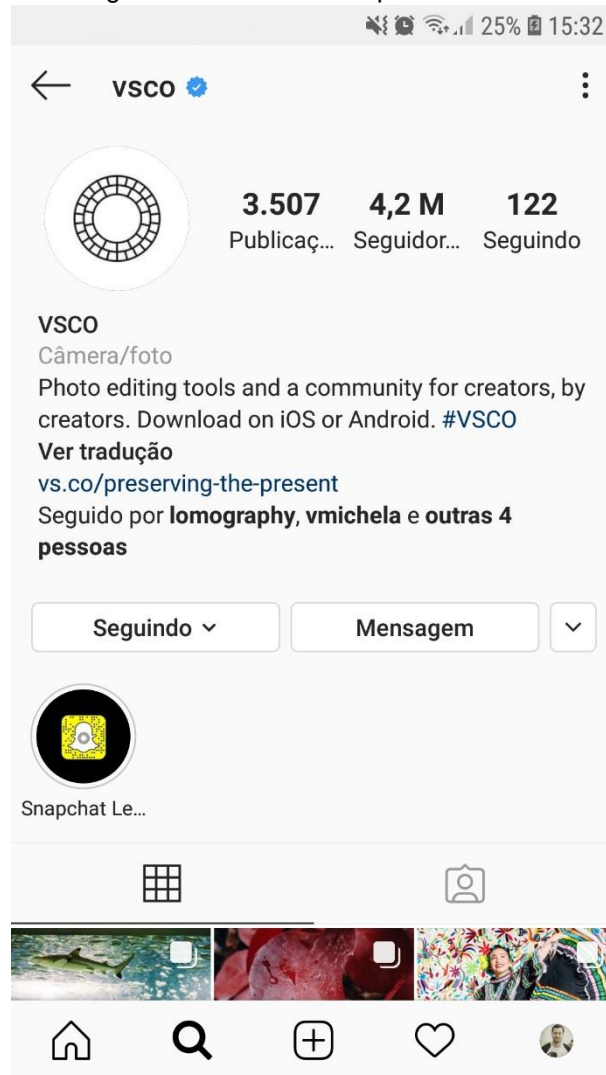 25% 15:32
vsco
3.507 4,2 M 122
Publicaç... Seguidor... Seguindo
VSCO
Câmera/foto
Photo editing tools and a community for creators, by
creators. Download on iOS or Android. #VSCO
Ver tradução
vs.co/preserving-the-present
Seguido por lomography, vmichela e outras 4
pessoas
Seguindo Mensagem
Snapchat Le...